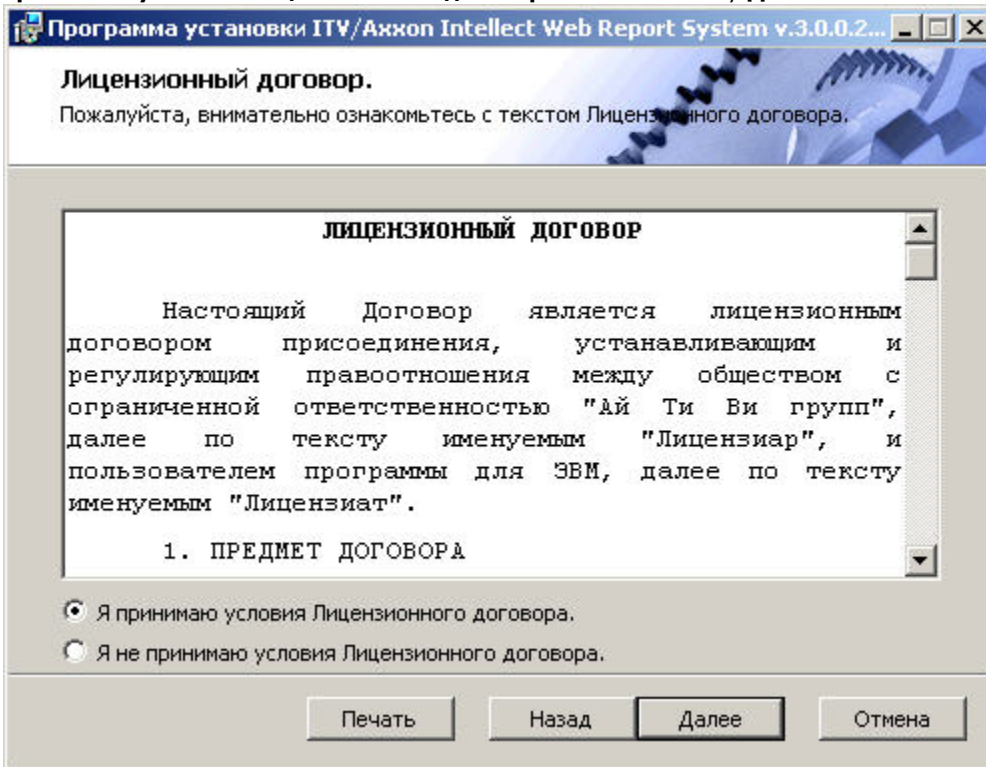 Программа установки ITV/Axxon Intellect Web Report System v.3.0.0.2...
Лицензионный договор.
Пожалуйста, внимательно ознакомьтесь с текстом Лицензионного договора.
ЛИЦЕНЗИОННЫЙ ДОГОВОР
Настоящий Договор является лицензионным
договором присоединения, устанавливающим и
регулирующим правоотношения между обществом с
ограниченной ответственностью "Ай Ти Ви групп",
далее по тексту именуемым "Лицензиар", и
пользователем программы для ЭВМ, далее по тексту
именуемым "Лицензиат".
1. ПРЕДМЕТ ДОГОВОРА
Я принимаю условия Лицензионного договора.
Я не принимаю условия Лицензионного договора.
Печать Назад Далее Отмена